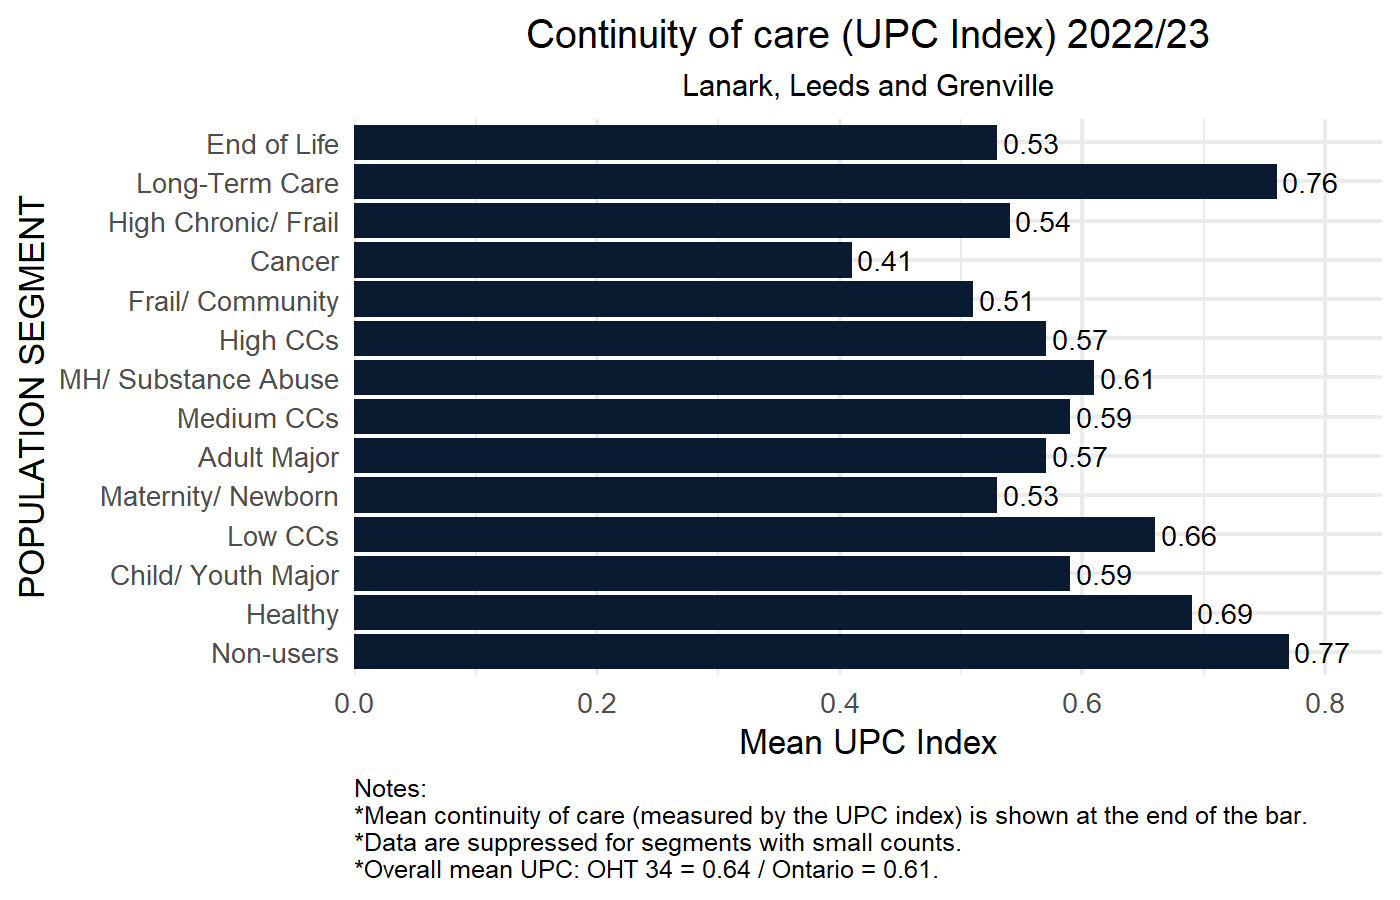 Continuity of care (UPC Index) 2022/23
Lanark, Leeds and Grenville
POPULATION SEGMENT
End of Life 0.53
Long-Term Care 0.76
High Chronic/ Frail 0.54
Cancer 0.41
Frail/ Community 0.51
High CCs 0.57
MH/ Substance Abuse 0.61
Medium CCs 0.59
Adult Major 0.57
Maternity/ Newborn 0.53
Low CCs 0.66
Child/ Youth Major 0.59
Healthy 0.69
Non-users 0.77
0.0 0.2 0.4 0.6 0.8
Mean UPC Index
Notes:
*Mean continuity of care (measured by the UPC index) is shown at the end of the bar.
*Data are suppressed for segments with small counts.
*Overall mean UPC: OHT 34 = 0.64 / Ontario = 0.61.